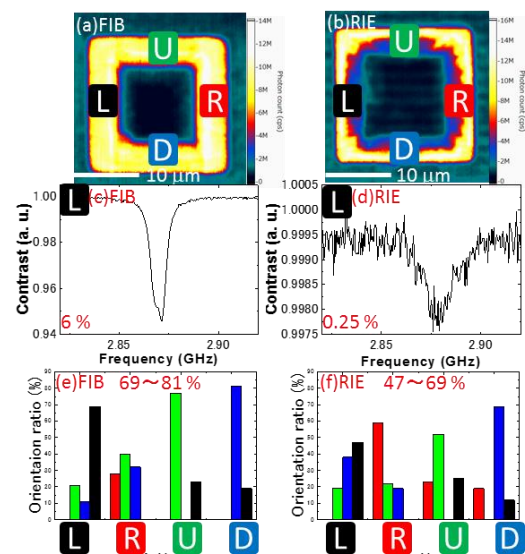 (a)FIB
U
L
R
D
10 μm
14M
12M
10M
8M
6M
4M
2M
0
Photon count (cps)
(b)RIE
U
L
R
D
10 μm
16M
14M
12M
10M
8M
6M
4M
2M
0
Photon count (cps)
L
(c)FIB
Contrast (a. u.)
1.00
0.98
0.96
0.94
6 %
2.85
2.90
Frequency (GHz)
L
(d)RIE
Contrast (a. u.)
1.0005
1.0000
0.9995
0.9990
0.9985
0.9980
0.9975
0.25 %
2.85
2.90
Frequency (GHz)
(e)FIB 69～81 %
Orientaion ratio (%)
90
80
70
60
50
40
30
20
10
0
L R U D
(f)RIE 47～69 %
Orientaion ratio (%)
90
80
70
60
50
40
30
20
10
0
L R U D